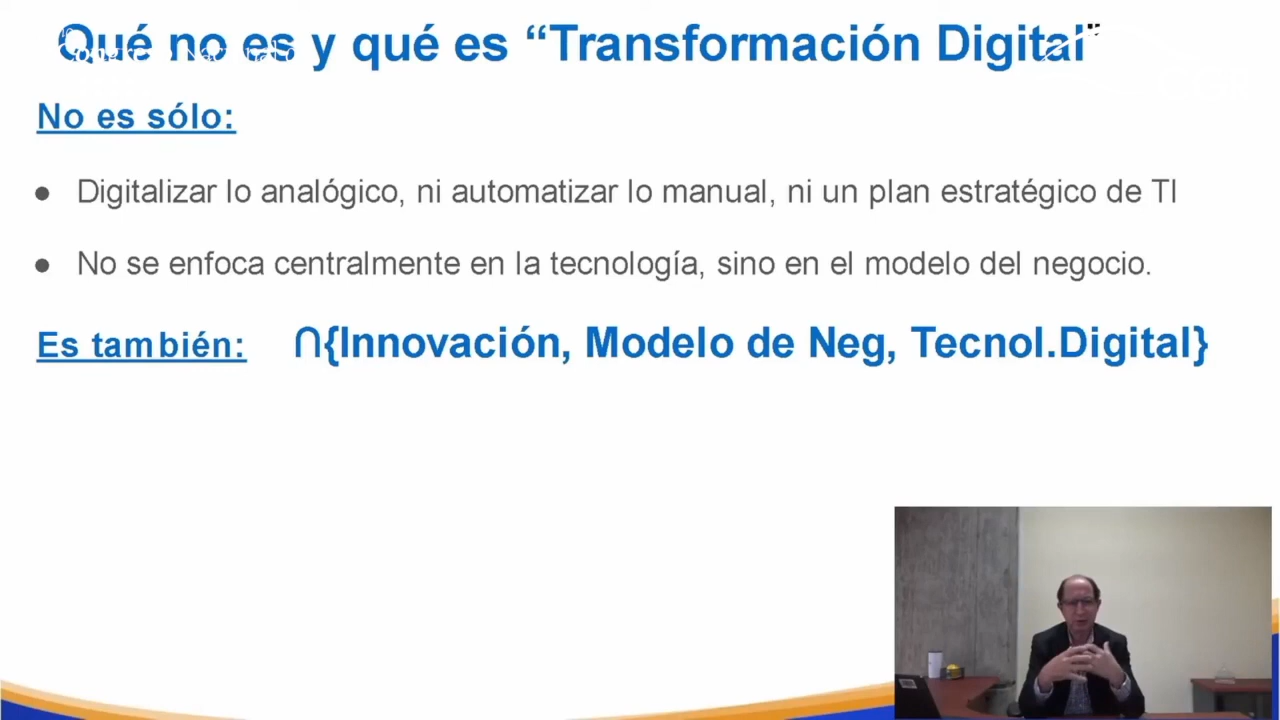 Qué no es y qué es “Transformación Digital"
Congreso Nacional
No es sólo:
● Digitalizar lo analógico, ni automatizar lo manual, ni un plan estratégico de TI
● No se enfoca centralmente en la tecnología, sino en el modelo del negocio.
Es también: ∩{Innovación, Modelo de Neg, Tecnol.Digital}